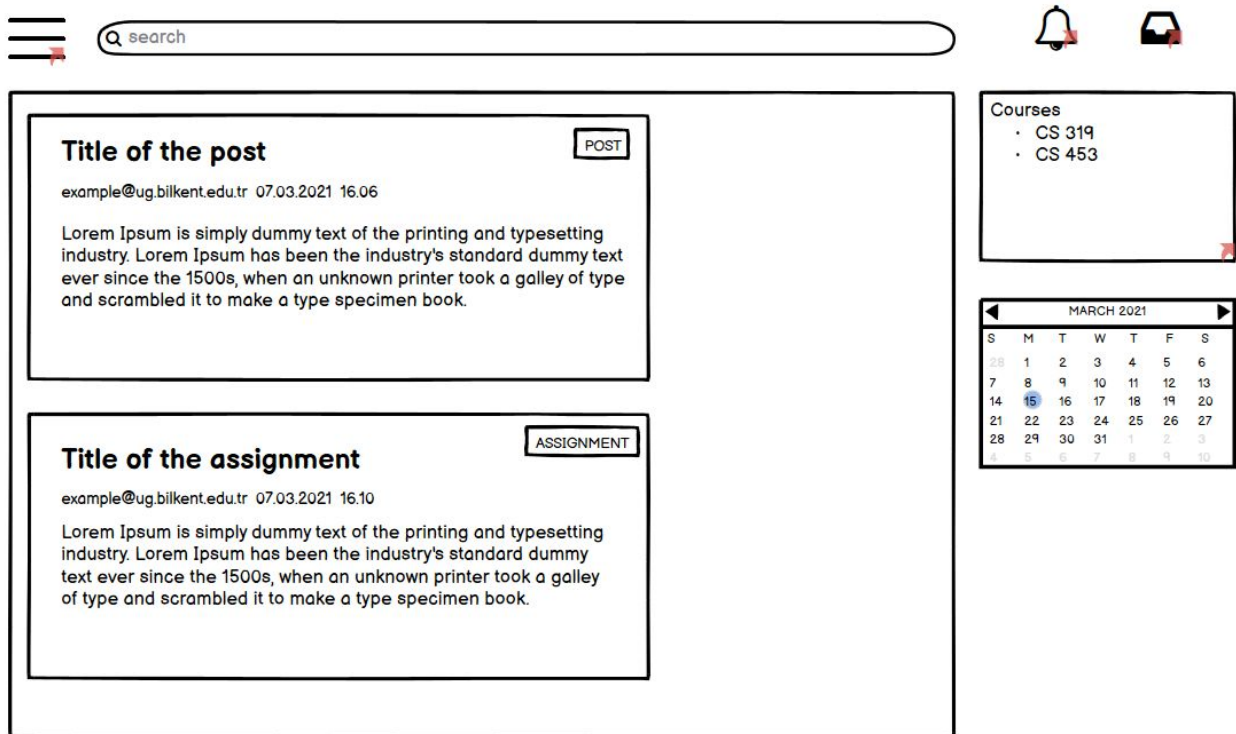 search
POST
Title of the post
example@ug.bilkent.edu.tr 07.03.2021 16.06
Lorem Ipsum is simply dummy text of the printing and typesetting
industry. Lorem Ipsum has been the industry's standard dummy text
ever since the 1500s, when an unknown printer took a galley of type
and scrambled it to make a type specimen book.
ASSIGNMENT
Title of the assignment
example@ug.bilkent.edu.tr 07.03.2021 16.10
Lorem Ipsum is simply dummy text of the printing and typesetting
industry. Lorem Ipsum has been the industry's standard dummy
text ever since the 1500s, when an unknown printer took a galley
of type and scrambled it to make a type specimen book.
Courses
· CS 319
· CS 453
MARCH 2021
S M T W T F S
28 1 2 3 4 5 6
7 8 9 10 11 12 13
14 15 16 17 18 19 20
21 22 23 24 25 26 27
28 29 30 31 1 2 3
4 5 6 7 8 9 10